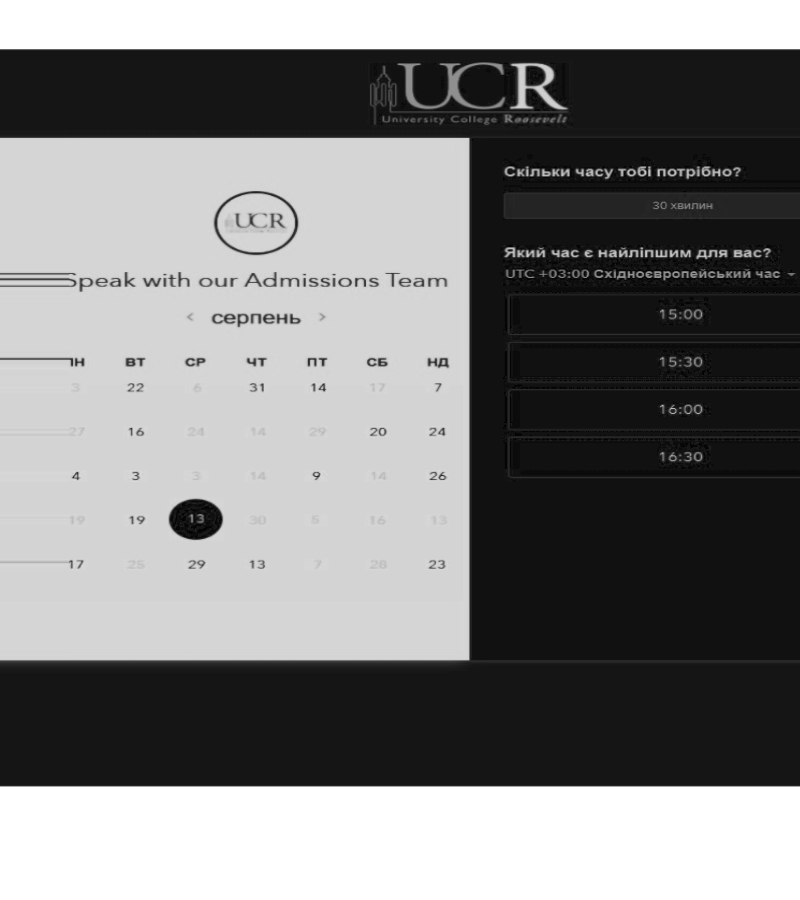 UCR
University College Roosevelt
UCR
Speak with our Admissions Team
< серпень >
ПН ВТ СР ЧТ ПТ СБ НД
3 22 6 31 14 17 7
27 16 24 14 29 20 24
4 3 3 14 9 14 26
19 19 13 30 5 16 13
17 25 29 13 7 28 23
Скільки часу тобі потрібно?
30 хвилин
Який час є найліпшим для вас?
UTC +03:00 Східноєвропейський час
15:00
15:30
16:00
16:30